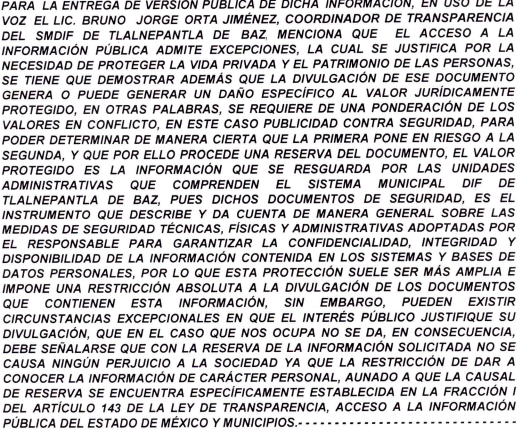 PARA LA ENTREGA DE VERSIÓN PÚBLICA DE DICHA INFORMACIÓN, EN USO DE LA
VOZ EL LIC. BRUNO JORGE ORTA JIMÉNEZ, COORDINADOR DE TRANSPARENCIA
DEL SMDIF DE TLALNEPANTLA DE BAZ, MENCIONA QUE EL ACCESO A LA
INFORMACIÓN PÚBLICA ADMITE EXCEPCIONES, LA CUAL SE JUSTIFICA POR LA
NECESIDAD DE PROTEGER LA VIDA PRIVADA Y EL PATRIMONIO DE LAS PERSONAS,
SE TIENE QUE DEMOSTRAR ADEMÁS QUE LA DIVULGACIÓN DE ESE DOCUMENTO
GENERA O PUEDE GENERAR UN DAÑO ESPECÍFICO AL VALOR JURÍDICAMENTE
PROTEGIDO, EN OTRAS PALABRAS, SE REQUIERE DE UNA PONDERACIÓN DE LOS
VALORES EN CONFLICTO, EN ESTE CASO PUBLICIDAD CONTRA SEGURIDAD, PARA
PODER DETERMINAR DE MANERA CIERTA QUE LA PRIMERA PONE EN RIESGO A LA
SEGUNDA, Y QUE POR ELLO PROCEDE UNA RESERVA DEL DOCUMENTO, EL VALOR
PROTEGIDO ES LA INFORMACIÓN QUE SE RESGUARDA POR LAS UNIDADES
ADMINISTRATIVAS QUE COMPRENDEN EL SISTEMA MUNICIPAL DIF DE
TLALNEPANTLA DE BAZ, PUES DICHOS DOCUMENTOS DE SEGURIDAD, ES EL
INSTRUMENTO QUE DESCRIBE Y DA CUENTA DE MANERA GENERAL SOBRE LAS
MEDIDAS DE SEGURIDAD TÉCNICAS, FÍSICAS Y ADMINISTRATIVAS ADOPTADAS POR
EL RESPONSABLE PARA GARANTIZAR LA CONFIDENCIALIDAD, INTEGRIDAD Y
DISPONIBILIDAD DE LA INFORMACIÓN CONTENIDA EN LOS SISTEMAS Y BASES DE
DATOS PERSONALES, POR LO QUE ESTA PROTECCIÓN SUELE SER MÁS AMPLIA E
IMPONE UNA RESTRICCIÓN ABSOLUTA A LA DIVULGACIÓN DE LOS DOCUMENTOS
QUE CONTIENEN ESTA INFORMACIÓN, SIN EMBARGO, PUEDEN EXISTIR
CIRCUNSTANCIAS EXCEPCIONALES EN QUE EL INTERÉS PÚBLICO JUSTIFIQUE SU
DIVULGACIÓN, QUE EN EL CASO QUE NOS OCUPA NO SE DA, EN CONSECUENCIA,
DEBE SEÑALARSE QUE CON LA RESERVA DE LA INFORMACIÓN SOLICITADA NO SE
CAUSA NINGÚN PERJUICIO A LA SOCIEDAD YA QUE LA RESTRICCIÓN DE DAR A
CONOCER LA INFORMACIÓN DE CARÁCTER PERSONAL, AUNADO A QUE LA CAUSAL
DE RESERVA SE ENCUENTRA ESPECÍFICAMENTE ESTABLECIDA EN LA FRACCIÓN I
DEL ARTÍCULO 143 DE LA LEY DE TRANSPARENCIA, ACCESO A LA INFORMACIÓN
PÚBLICA DEL ESTADO DE MÉXICO Y MUNICIPIOS.- - - - - - - - - - - - - - - - - - - - - - - - - - - - - -